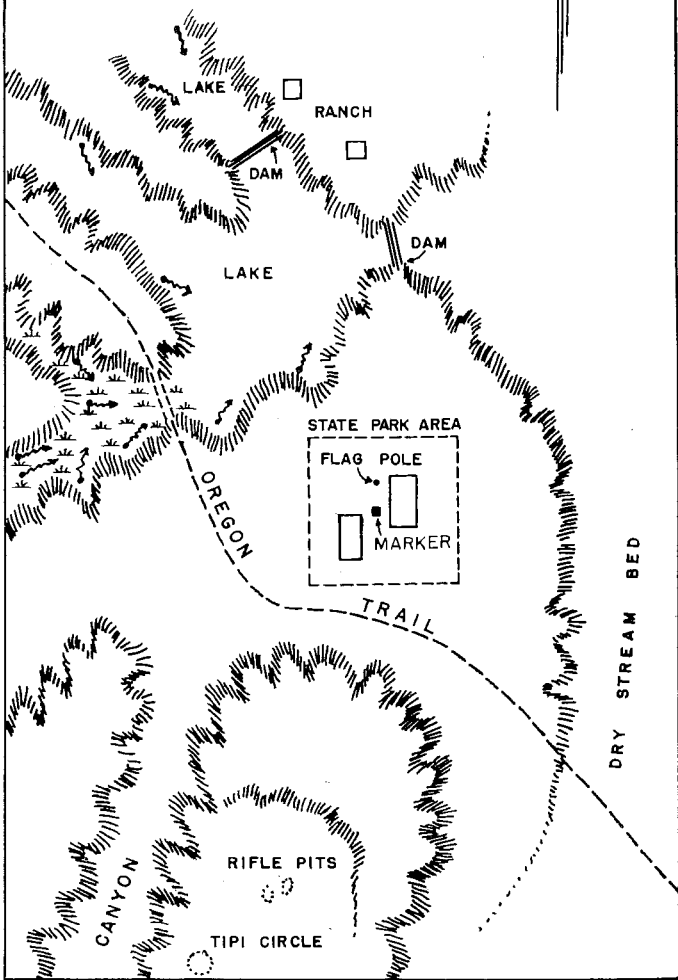 LAKE
RANCH
DAM
DAM
LAKE
STATE PARK AREA
FLAG POLE
MARKER
OREGON
TRAIL
DRY STREAM BED
RIFLE PITS
CANYON
TIPI CIRCLE